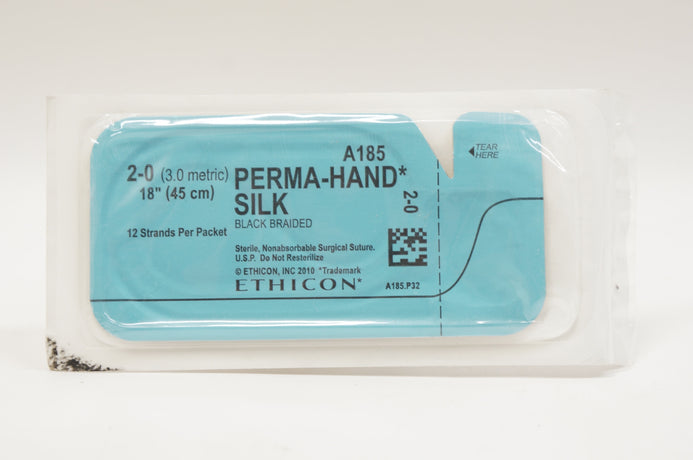 A185
2-0 (3.0 metric)
18" (45 cm)
PERMA-HAND*
SILK
BLACK BRAIDED
12 Strands Per Packet
Sterile, Nonabsorbable Surgical Suture.
U.S.P. Do Not Resterilize
© ETHICON, INC 2010 *Trademark
ETHICON*
2-0
A185.P32
TEAR
HERE